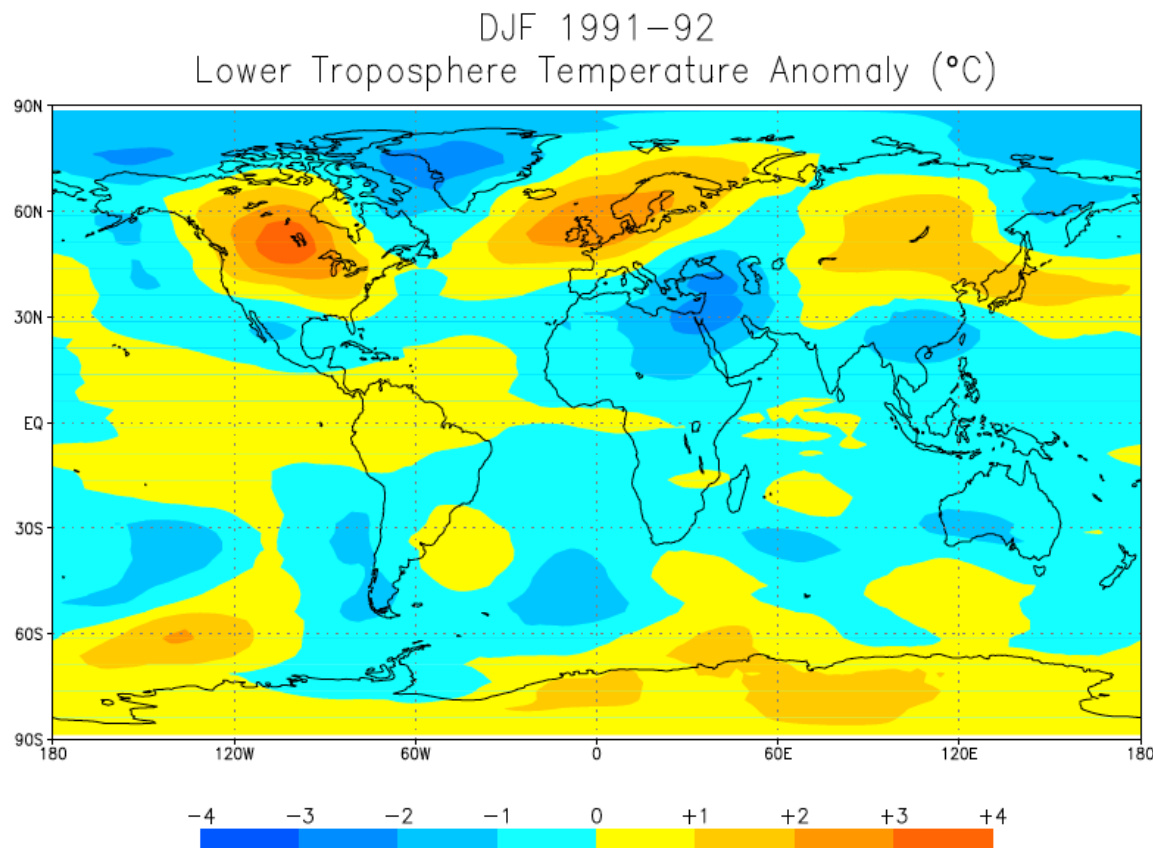 DJF 1991-92
Lower Troposphere Temperature Anomaly (°C)
90N
60N
30N
EQ
30S
60S
90S
180 120W 60W 0 60E 120E 180
-4 -3 -2 -1 0 +1 +2 +3 +4